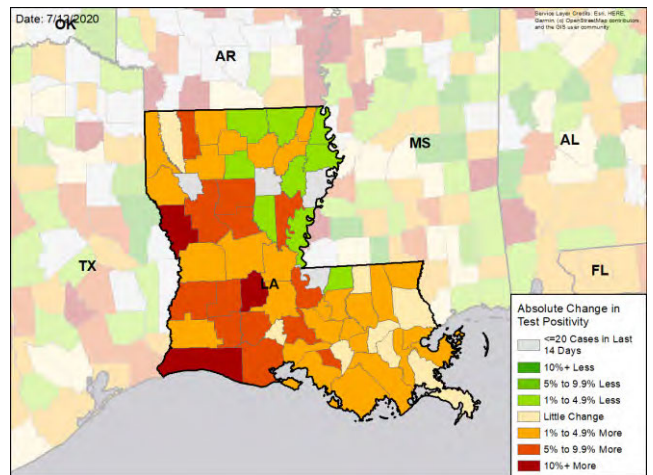 Date: 7/12/2020
Service Layer Credits: Esri, HERE,
Garmin, (c) OpenStreetMap contributors,
and the GIS user community
OK
AR
MS
AL
TX
LA
FL
Absolute Change in
Test Positivity
<=20 Cases in Last
14 Days
10%+ Less
5% to 9.9% Less
1% to 4.9% Less
Little Change
1% to 4.9% More
5% to 9.9% More
10%+ More